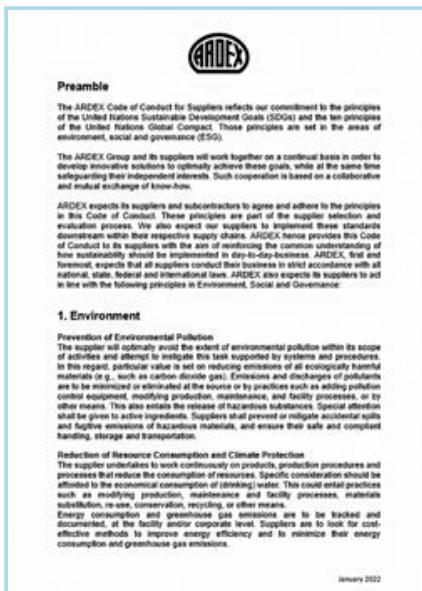 ARDEX
Preamble
The ARDEX Code of Conduct for Suppliers reflects our commitment to the principles
of the United Nations Sustainable Development Goals (SDGs) and the ten principles
of the United Nations Global Compact. Those principles are set in the areas of
environment, social and governance (ESG).
The ARDEX Group and its suppliers will work together on a continual basis in order to
develop innovative solutions to optimally achieve these goals, while at the same time
safeguarding their independent interests. Such cooperation is based on a collaborative
and mutual exchange of know-how.
ARDEX expects its suppliers and subcontractors to agree and adhere to the principles
in this Code of Conduct. These principles are part of the supplier selection and
evaluation process. We also expect our suppliers to implement these standards
downstream within their respective supply chains. ARDEX hence provides this Code
of Conduct to its suppliers with the aim of reinforcing the common understanding of
how sustainability should be implemented in day-to-day-business. ARDEX, first and
foremost, expects that all suppliers conduct their business in strict accordance with all
national, state, federal and international laws. ARDEX also expects its suppliers to act
in line with the following principles in Environment, Social and Governance:
1. Environment
Prevention of Environmental Pollution
The supplier will optimally avoid the extent of environmental pollution within its scope
of activities and attempt to instigate this task supported by systems and procedures.
In this regard, particular value is set on reducing emissions of all ecologically harmful
materials (e.g., such as carbon dioxide gas). Emissions and discharges of pollutants
are to be minimized or eliminated at the source or by practices such as adding pollution
control equipment, modifying production, maintenance, and facility processes, or by
other means. This also entails the release of hazardous substances. Special attention
shall be given to active ingredients. Suppliers shall prevent or mitigate accidental spills
and fugitive emissions of hazardous materials, and ensure their safe and compliant
handling, storage and transportation.
Reduction of Resource Consumption and Climate Protection
The supplier undertakes to work continuously on products, production procedures and
processes that reduce the consumption of resources. Specific consideration should be
afforded to the economical consumption of (drinking) water. This could entail practices
such as modifying production, maintenance and facility processes, materials
substitution, re-use, conservation, recycling, or other means.
Energy consumption and greenhouse gas emissions are to be tracked and
documented, at the facility and/or corporate level. Suppliers are to look for cost-
effective methods to improve energy efficiency and to minimize their energy
consumption and greenhouse gas emissions.
January 2022